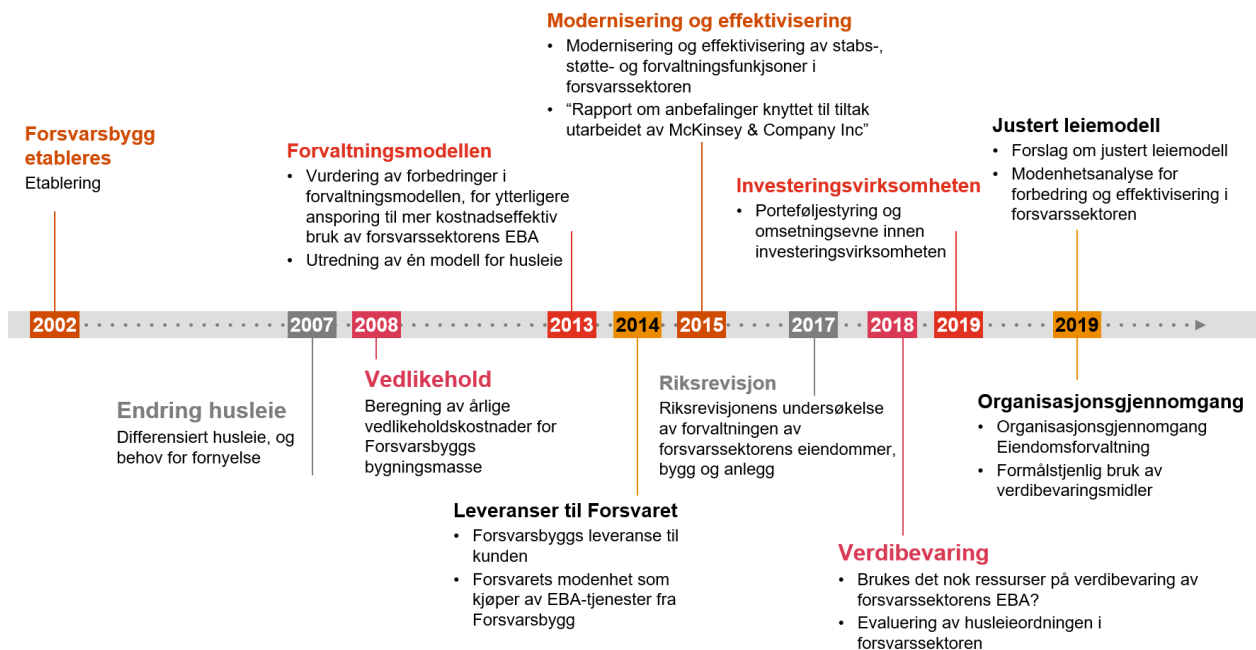 Modernisering og effektivisering
• Modernisering og effektivisering av stabs-,
støtte- og forvaltningsfunkjsoner i
forsvarssektoren
• “Rapport om anbefalinger knyttet til tiltak
utarbeidet av McKinsey & Company Inc”
Forsvarsbygg
etableres
Etablering
Forvaltningsmodellen
• Vurdering av forbedringer i
forvaltningsmodellen, for ytterligere
ansporing til mer kostnadseffektiv
bruk av forsvarssektorens EBA
• Utredning av én modell for husleie
Investeringsvirksomheten
• Porteføljestyring og
omsetningsevne innen
investeringsvirksomheten
Justert leiemodell
• Forslag om justert leiemodell
• Modenhetsanalyse for
forbedring og effektivisering i
forsvarssektoren
2002 2007 2008 2013 2014 2015 2017 2018 2019 2019
Endring husleie
Differensiert husleie, og
behov for fornyelse
Vedlikehold
Beregning av årlige
vedlikeholdskostnader for
Forsvarsbyggs
bygningsmasse
Leveranser til Forsvaret
• Forsvarsbyggs leveranse til
kunden
• Forsvarets modenhet som
kjøper av EBA-tjenester fra
Forsvarsbygg
Riksrevisjon
Riksrevisjonens undersøkelse
av forvaltningen av
forsvarssektorens eiendommer,
bygg og anlegg
Verdibevaring
• Brukes det nok ressurser på verdibevaring av
forsvarssektorens EBA?
• Evaluering av husleieordningen i
forsvarssektoren
Organisasjonsgjennomgang
• Organisasjonsgjennomgang
Eiendomsforvaltning
• Formålstjenlig bruk av
verdibevaringsmidler